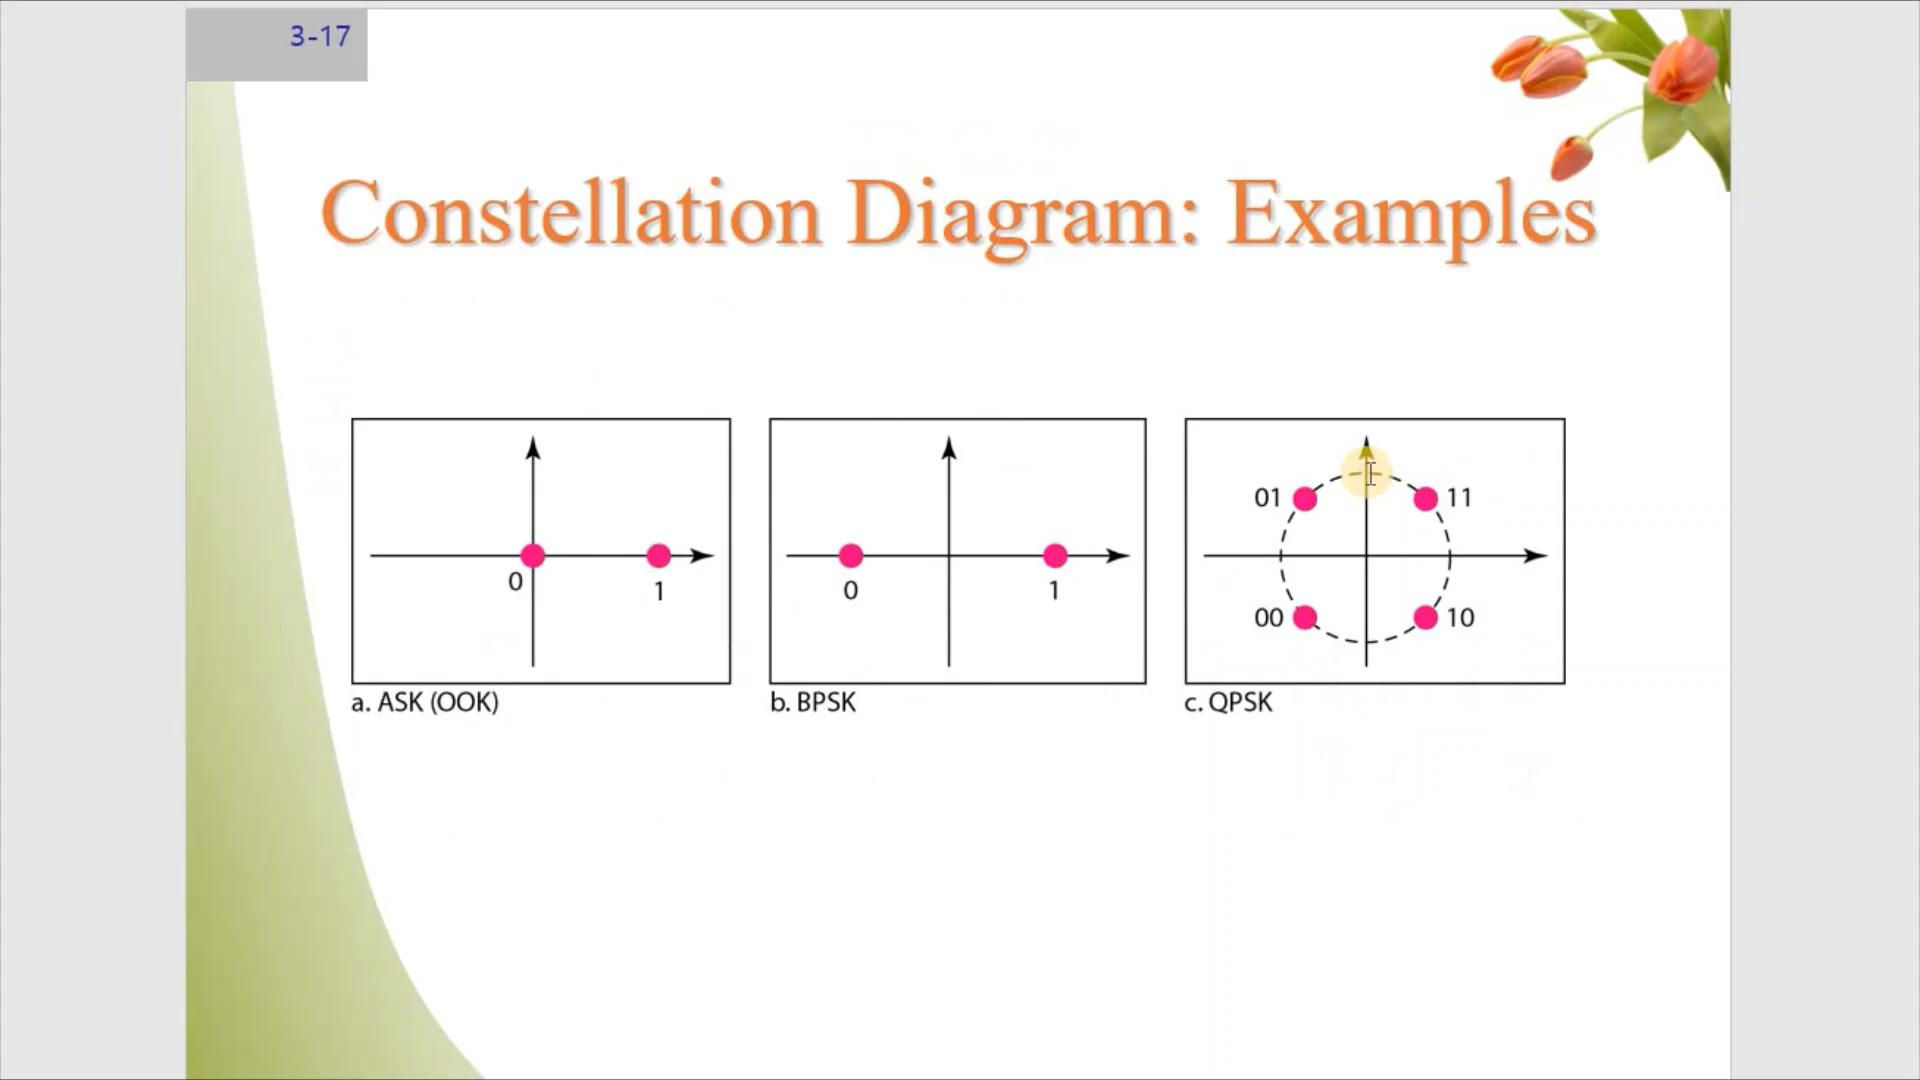 3-17
Constellation Diagram: Examples
0
1
a. ASK (OOK)
0
1
b. BPSK
01
11
00
10
c. QPSK